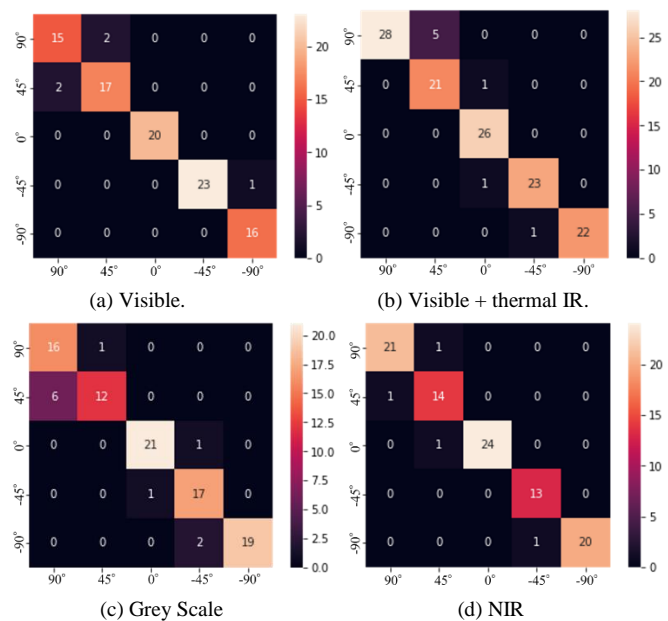 90° 15 2 0 0 0
45° 2 17 0 0 0
0° 0 0 20 0 0
-45° 0 0 0 23 1
-90° 0 0 0 0 16
90° 45° 0° -45° -90°
20
15
10
5
0
(a) Visible.
90° 28 5 0 0 0
45° 0 21 1 0 0
0° 0 0 26 0 0
-45° 0 0 1 23 0
-90° 0 0 0 1 22
90° 45° 0° -45° -90°
25
20
15
10
5
0
(b) Visible + thermal IR.
90° 16 1 0 0 0
45° 6 12 0 0 0
0° 0 0 21 1 0
-45° 0 0 1 17 0
-90° 0 0 0 2 19
90° 45° 0° -45° -90°
20.0
17.5
15.0
12.5
10.0
7.5
5.0
2.5
0.0
(c) Grey Scale
90° 21 1 0 0 0
45° 1 14 0 0 0
0° 0 1 24 0 0
-45° 0 0 0 13 0
-90° 0 0 0 1 20
90° 45° 0° -45° -90°
20
15
10
5
0
(d) NIR